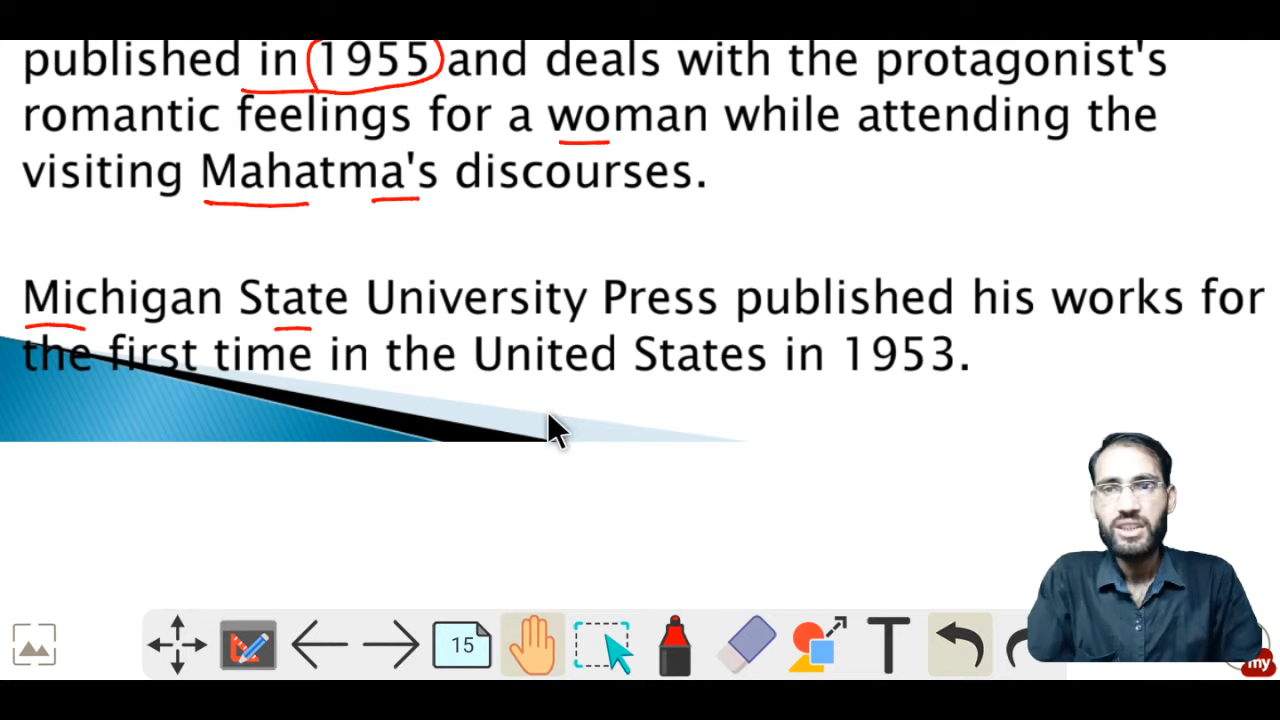 published in 1955 and deals with the protagonist's
romantic feelings for a woman while attending the
visiting Mahatma's discourses.
Michigan State University Press published his works for
the first time in the United States in 1953.
15
T
my